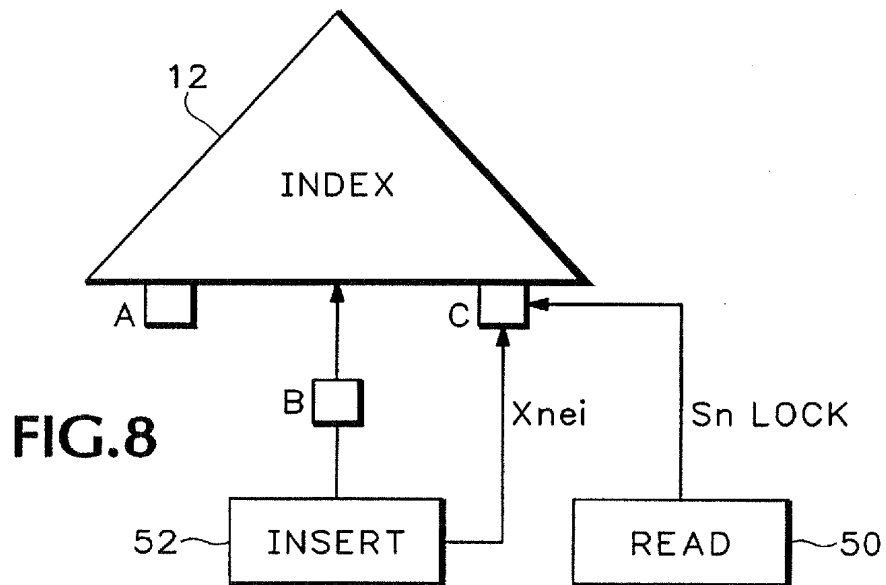 12
INDEX
A
C
B
Xnei
Sn LOCK
FIG.8
52
INSERT
READ
50